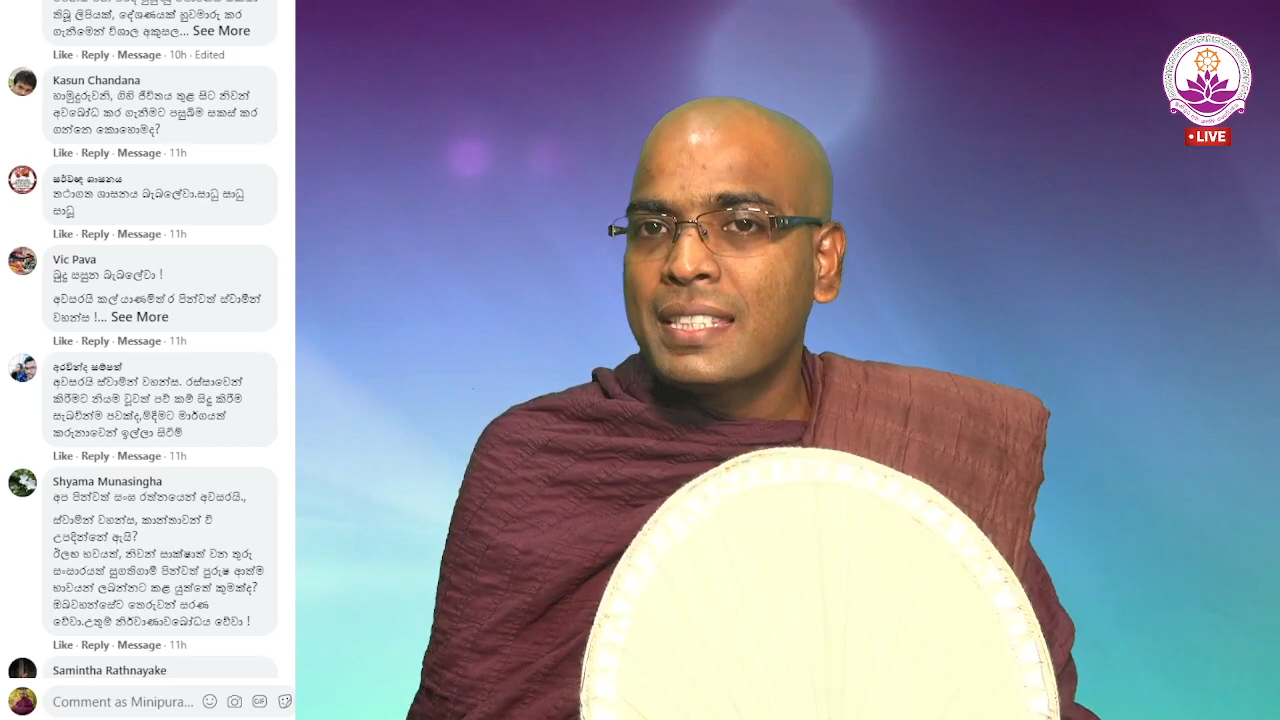 තිබූ ලිපියක්, දේශණයක් හුවමාරු කර
ගැනීමෙන් විශාල අකුසල... See More
Like · Reply · Message · 10h · Edited
Kasun Chandana
හාමුදුරුවනි, ගිහි ජීවිතය තුළ සිට නිවන්
අවබෝධ කර ගැනීමට පසුබිම සකස් කර
ගන්නෙ කොහොමද?
Like · Reply · Message · 11h
සර්වඥ ශාසනය
තථාගත ශාසනය බැබලේවා.සාධු සාධු
සාධූ
Like · Reply · Message · 11h
Vic Pava
බුදු සසුන බැබලේවා !
අවසරයි කල් යාණමිත් ර පින්වත් ස්වාමීන්
වහන්ස !... See More
Like · Reply · Message · 11h
අරවින්ද සම්පත්
අවසරයි ස්වාමින් වහන්ස. රස්සාවෙන්
කිරීමට නියම වූවත් පව් කම් සිදු කිරීම
සැබවින්ම පවක්ද,මිදීමට මාර්ගයක්
කරුනාවෙන් ඉල්ලා සිටිමි
Like · Reply · Message · 11h
Shyama Munasingha
අප පින්වත් සංඝ රත්නයෙන් අවසරයි.,
ස්වාමින් වහන්ස, කාන්තාවන් වී
උපදින්නේ ඇයි?
ඊලඟ භවයත්, නිවන් සාක්ෂාත් වන තුරු
සංසාරයත් සුගතිගාමී පින්වත් පුරුෂ ආත්ම
භාවයන් ලබන්නට කළ යුත්තේ කුමක්ද?
ඔබවහන්සේට තෙරුවන් සරණ
වේවා.උතුම් නිර්වාණාවබෝධය වේවා !
Like · Reply · Message · 11h
Samintha Rathnayake
Comment as Minipura...
GIF
LIVE